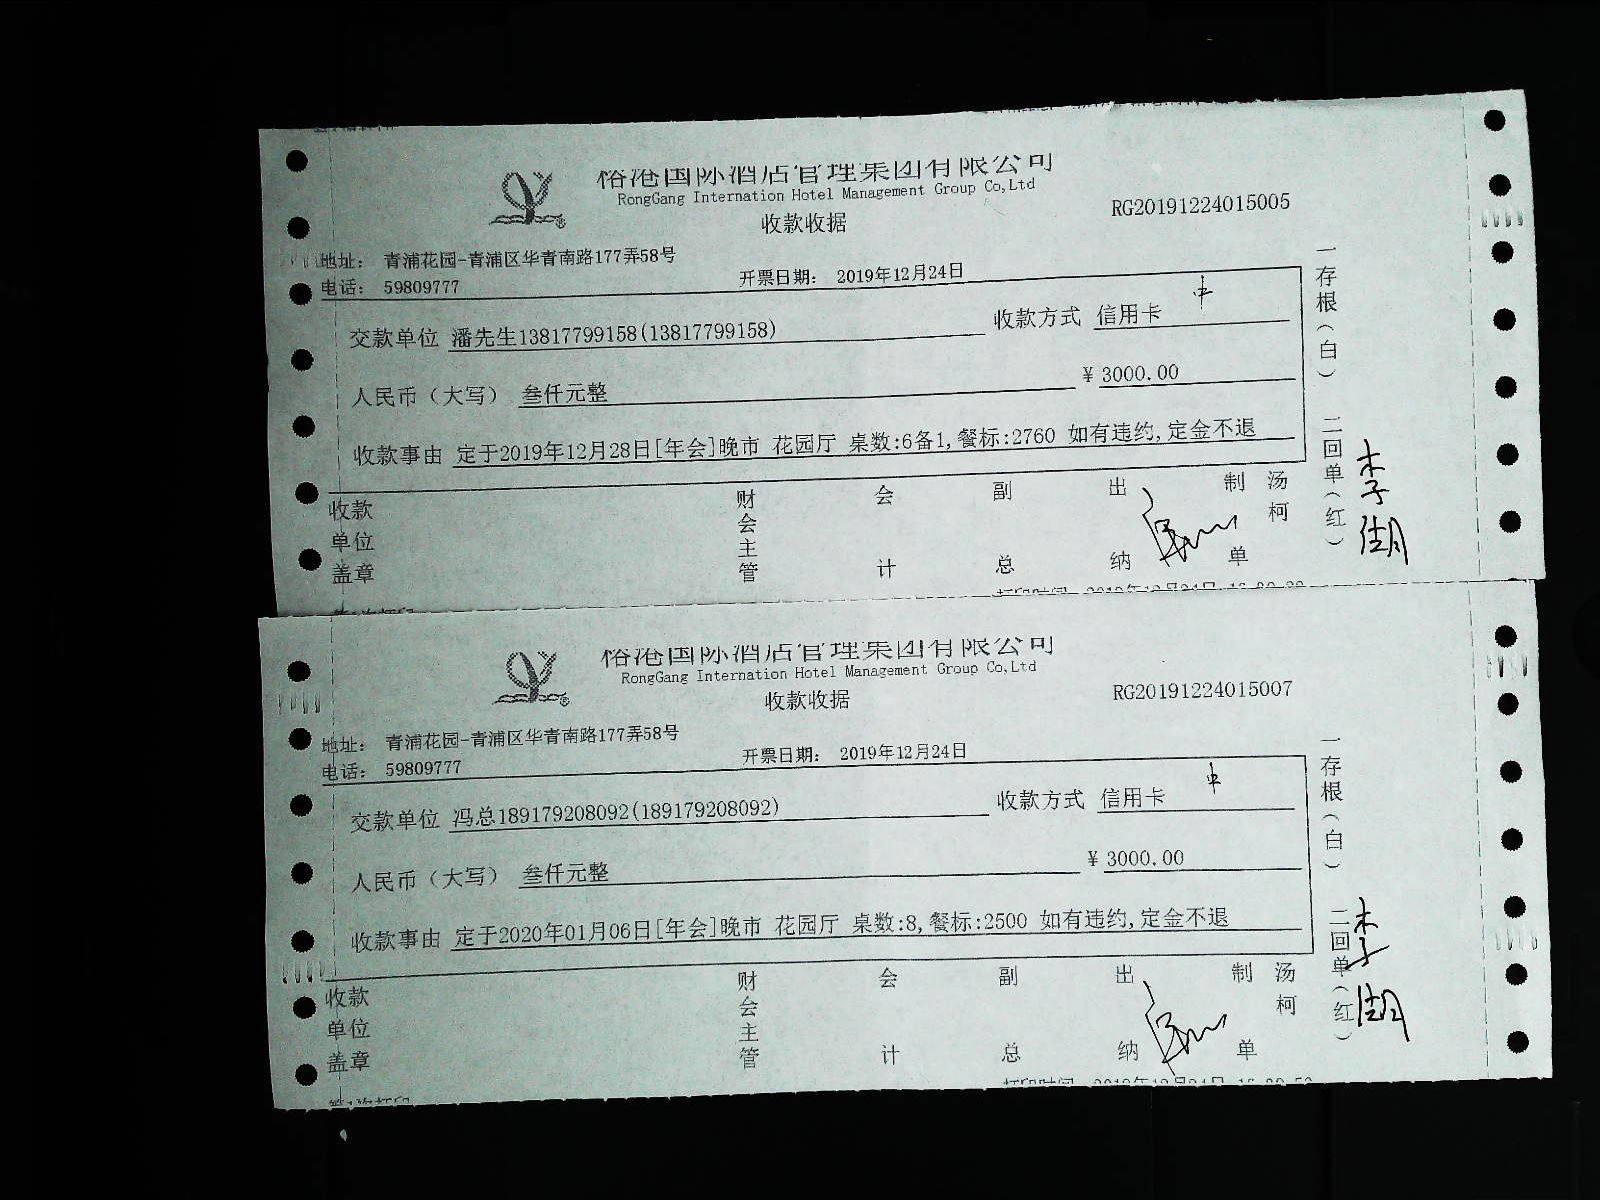 裕港国际酒店管理集团有限公司
RongGang Internation Hotel Management Group Co,Ltd
收款收据
RG20191224015005
地址： 青浦花园-青浦区华青南路177弄58号
电话： 59809777
开票日期： 2019年12月24日
交款单位 潘先生13817799158(13817799158)
收款方式 信用卡 中
人民币（大写） 叁仟元整
¥ 3000.00
收款事由 定于2019年12月28日[年会]晚市 花园厅 桌数:6备1,餐标:2760 如有违约,定金不退
收款单位盖章
财会主管
会计
副总
出纳
制单
汤柯
一存根（白） 二回单（红）
裕港国际酒店管理集团有限公司
RongGang Internation Hotel Management Group Co,Ltd
收款收据
RG20191224015007
地址： 青浦花园-青浦区华青南路177弄58号
电话： 59809777
开票日期： 2019年12月24日
交款单位 冯总189179208092(189179208092)
收款方式 信用卡 中
人民币（大写） 叁仟元整
¥ 3000.00
收款事由 定于2020年01月06日[年会]晚市 花园厅 桌数:8,餐标:2500 如有违约,定金不退
收款单位盖章
财会主管
会计
副总
出纳
制单
汤柯
一存根（白） 二回单（红）